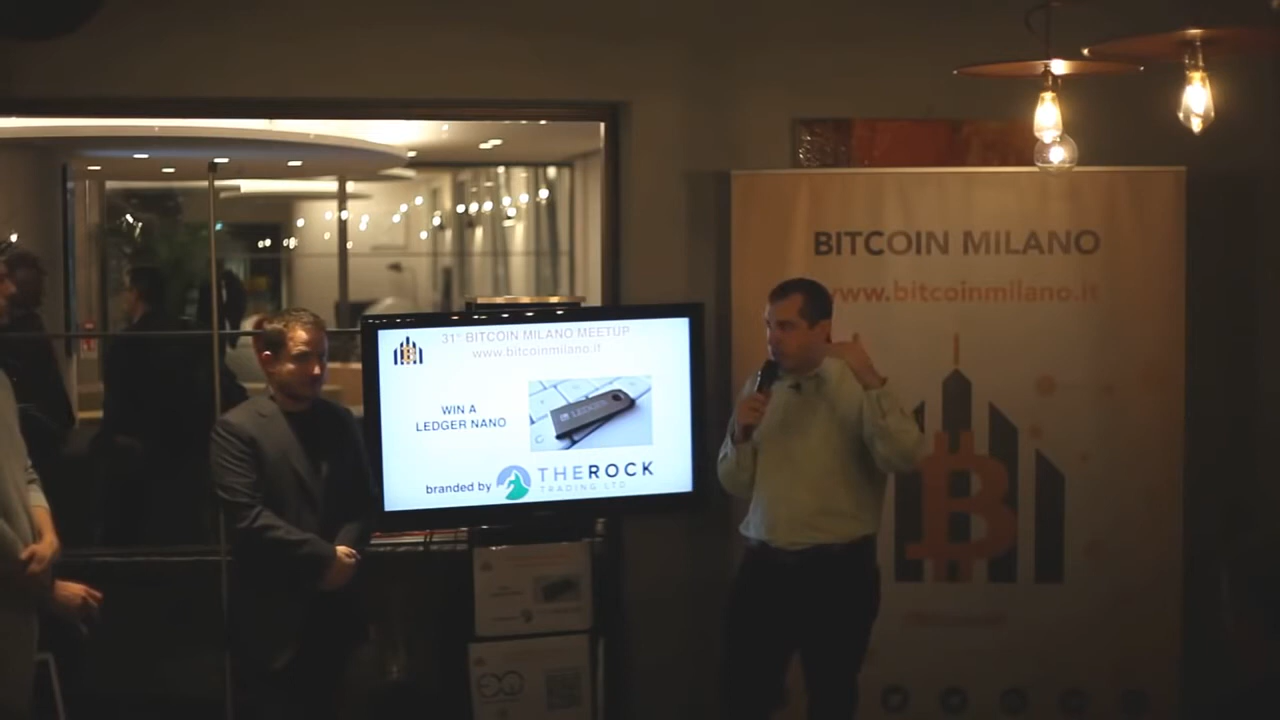 BITCOIN MILANO
www.bitcoinmilano.it
31° BITCOIN MILANO MEETUP
www.bitcoinmilano.it
WIN A
LEDGER NANO
LEDGER
branded by
THEROCK
TRADING LTD